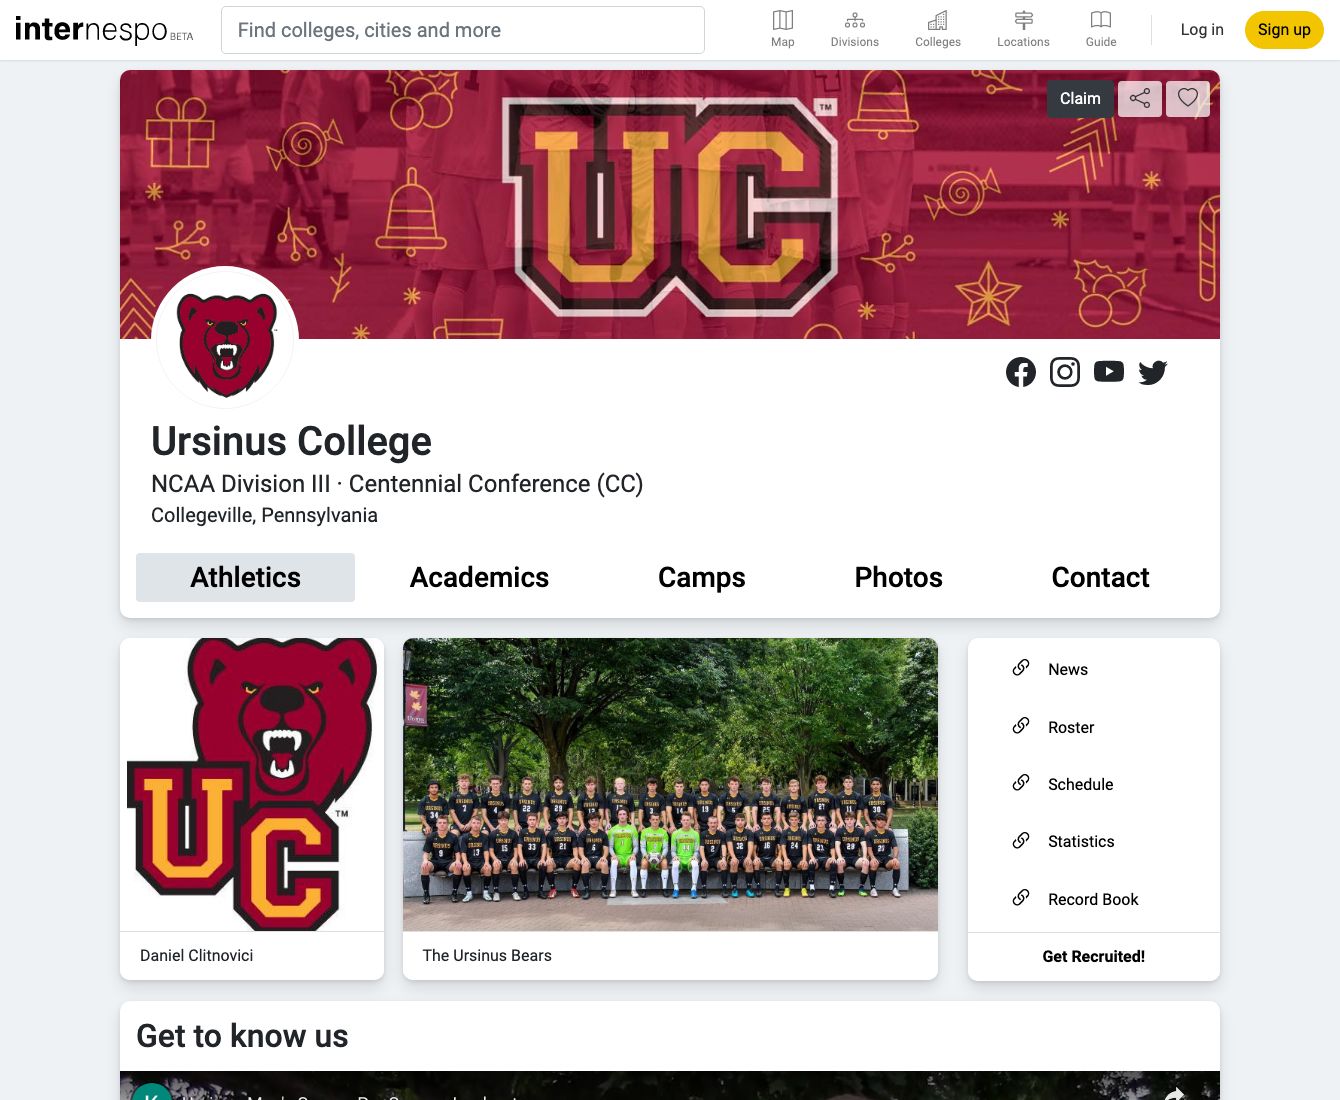 internespo BETA
Find colleges, cities and more
Map
Divisions
Colleges
Locations
Guide
Log in
Sign up
UC
TM
Claim
Ursinus College
NCAA Division III · Centennial Conference (CC)
Collegeville, Pennsylvania
Athletics
Academics
Camps
Photos
Contact
UC
TM
Daniel Clitnovici
The Ursinus Bears
News
Roster
Schedule
Statistics
Record Book
Get Recruited!
Get to know us